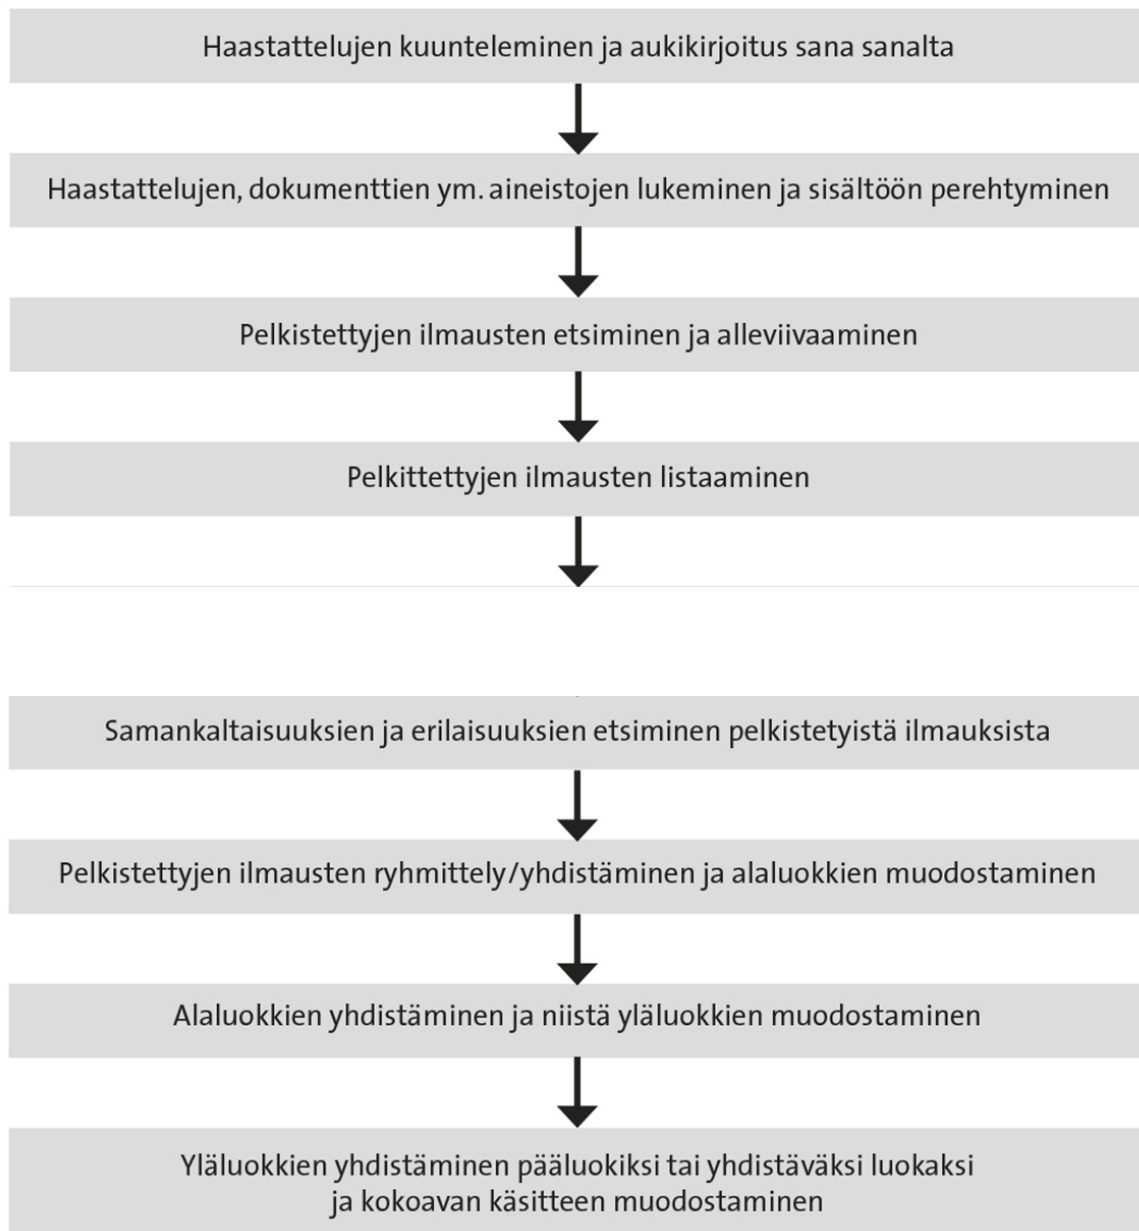 Haastattelujen kuunteleminen ja aukikirjoitus sana sanalta
Haastattelujen, dokumenttien ym. aineistojen lukeminen ja sisältöön perehtyminen
Pelkistettyjen ilmausten etsiminen ja alleviivaaminen
Pelkittettyjen ilmausten listaaminen
Samankaltaisuuksien ja erilaisuuksien etsiminen pelkistetyistä ilmauksista
Pelkistettyjen ilmausten ryhmittely/yhdistäminen ja alaluokkien muodostaminen
Alaluokkien yhdistäminen ja niistä yläluokkien muodostaminen
Yläluokkien yhdistäminen pääluokiksi tai yhdistäväksi luokaksi
ja kokoavan käsitteen muodostaminen